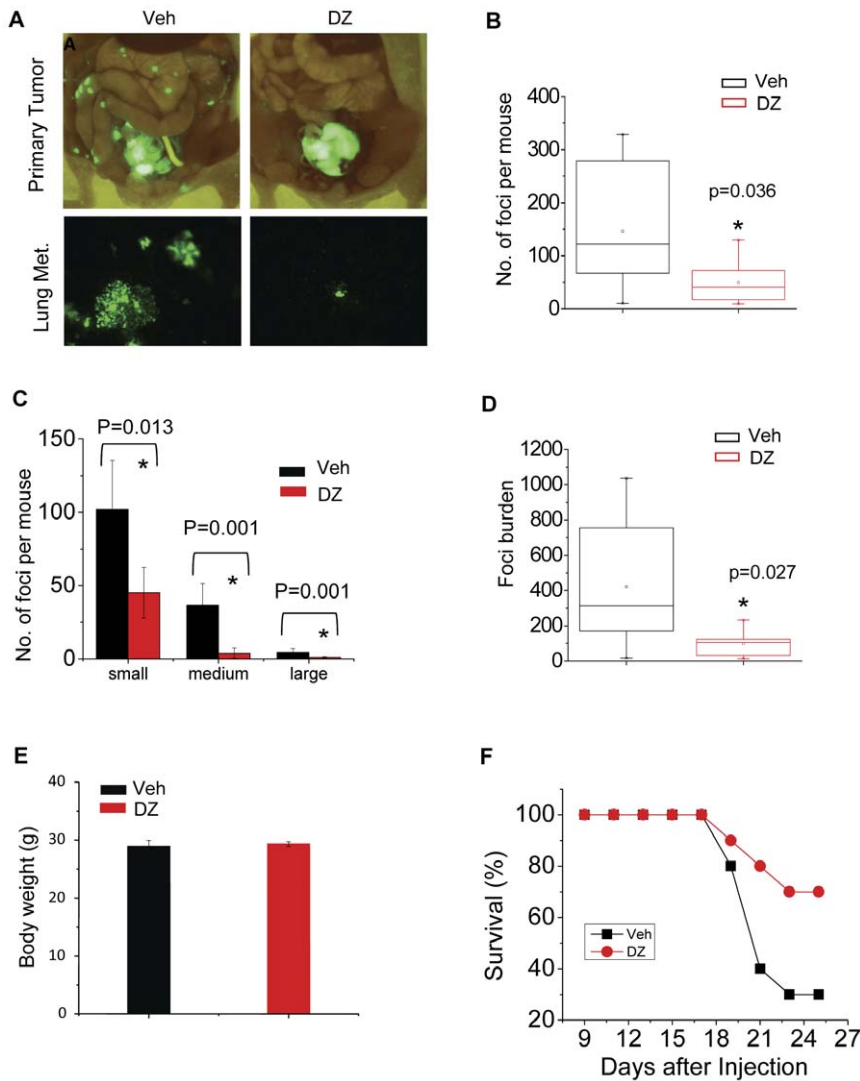 A
Veh
DZ
A
Primary Tumor
Lung Met.
B
Veh
DZ
No. of foci per mouse
400
300
200
100
0
p=0.036
*
C
P=0.013
*
P=0.001
*
P=0.001
*
Veh
DZ
No. of foci per mouse
150
100
50
0
small
medium
large
D
Veh
DZ
Foci burden
1200
1000
800
600
400
200
0
p=0.027
*
E
Veh
DZ
Body weight (g)
40
30
20
10
0
F
Survival (%)
100
80
60
40
20
Veh
DZ
9 12 15 18 21 24 27
Days after Injection